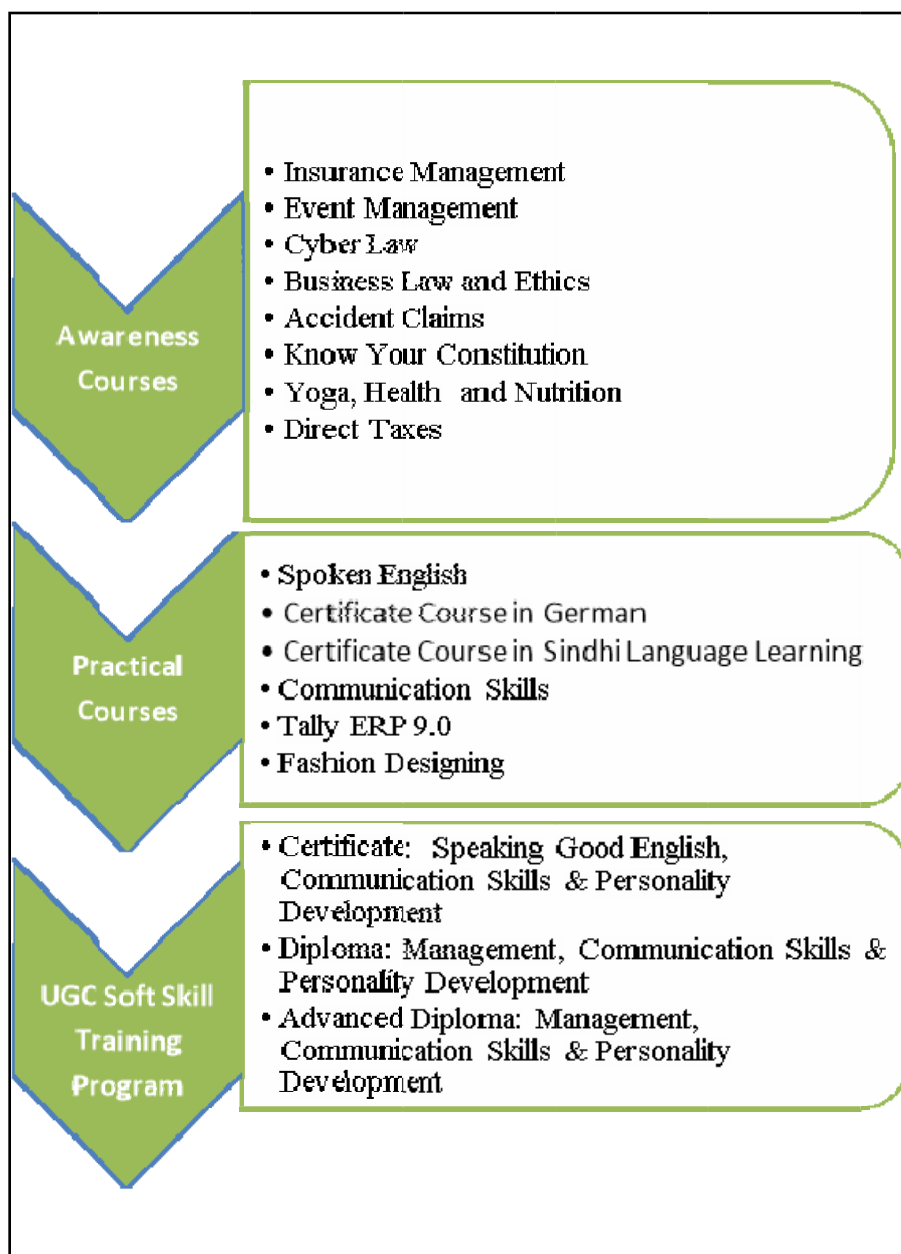 Awareness
Courses
• Insurance Management
• Event Management
• Cyber Law
• Business Law and Ethics
• Accident Claims
• Know Your Constitution
• Yoga, Health and Nutrition
• Direct Taxes
Practical
Courses
• Spoken English
• Certificate Course in German
• Certificate Course in Sindhi Language Learning
• Communication Skills
• Tally ERP 9.0
• Fashion Designing
UGC Soft Skill
Training
Program
• Certificate: Speaking Good English,
Communication Skills & Personality
Development
• Diploma: Management, Communication Skills &
Personality Development
• Advanced Diploma: Management,
Communication Skills & Personality
Development